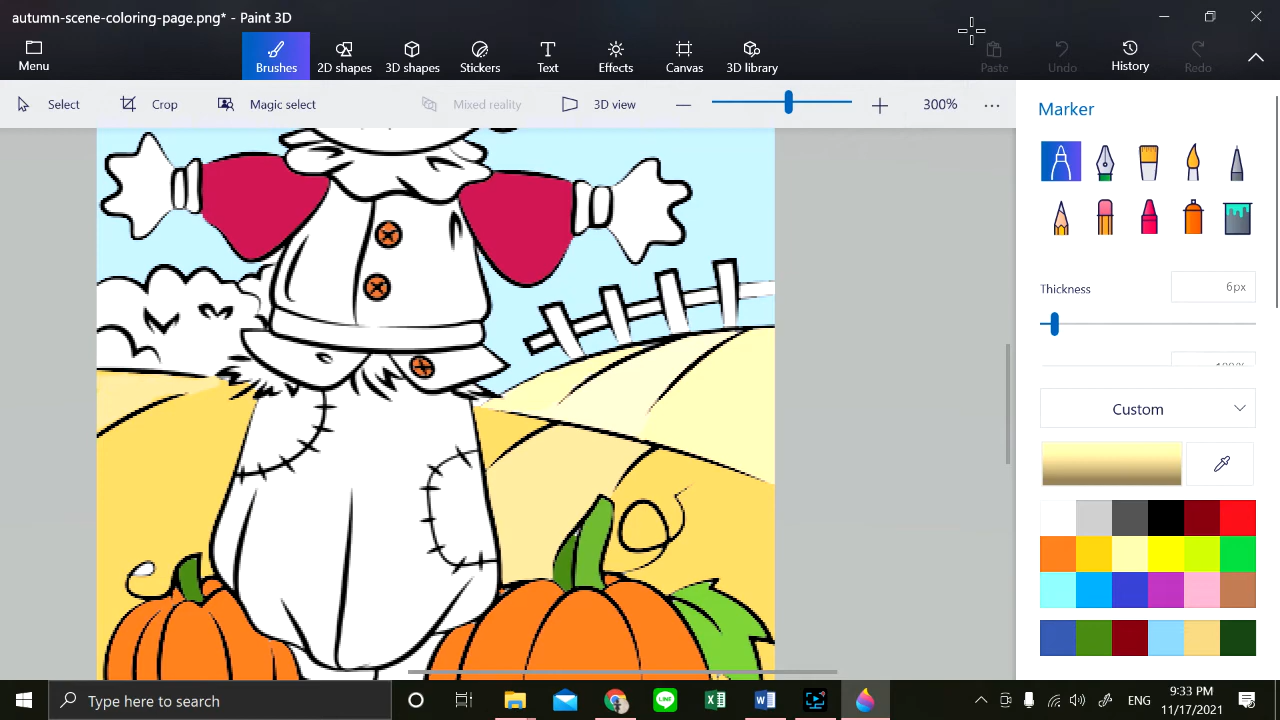 autumn-scene-coloring-page.png* - Paint 3D
Menu
Brushes
2D shapes
3D shapes
Stickers
Text
Effects
Canvas
3D library
Paste
Undo
History
Redo
Select
Crop
Magic select
Mixed reality
3D view
300%
Marker
Thickness
6px
Custom
Type here to search
ENG
9:33 PM
11/17/2021